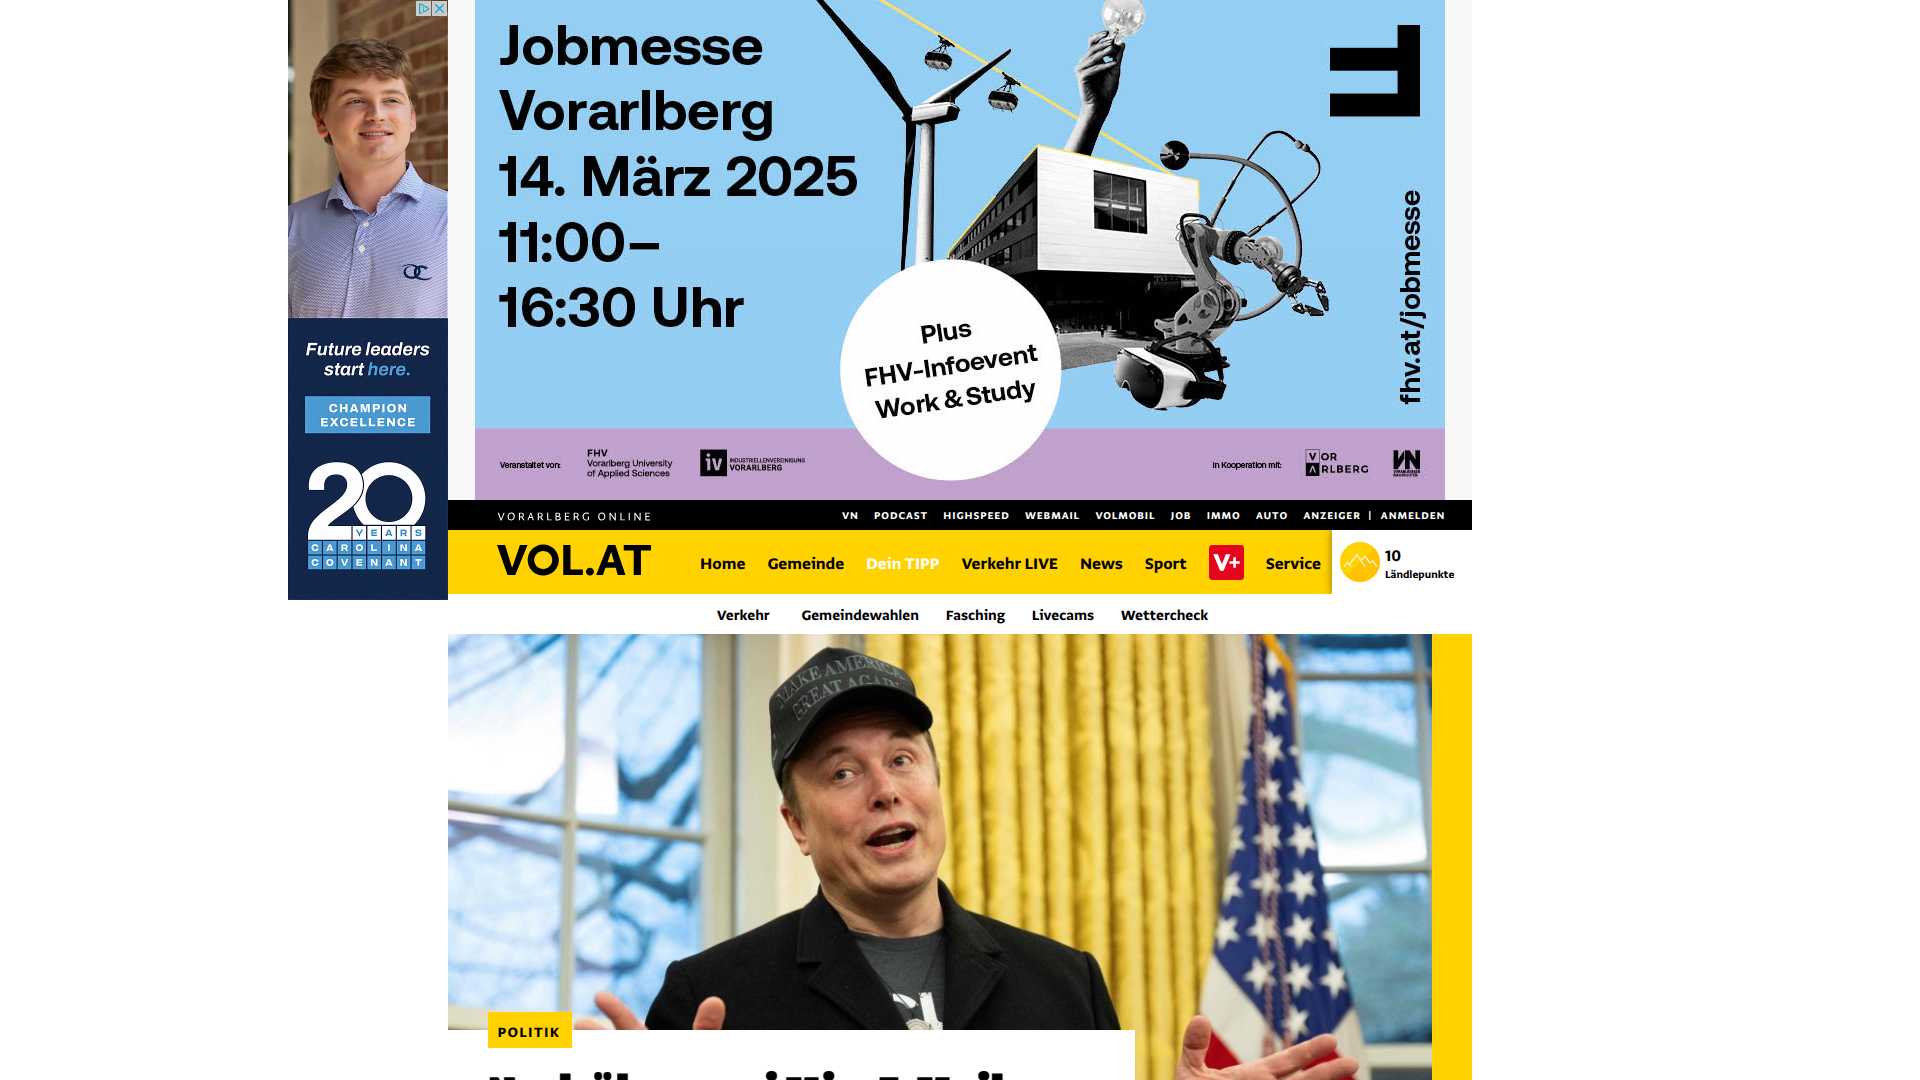 Jobmesse
Vorarlberg
14. März 2025
11:00–
16:30 Uhr
Plus
FHV-Infoevent
Work & Study
fhv.at/jobmesse
Veranstaltet von:
FHV
Vorarlberg University
of Applied Sciences
iv
INDUSTRIELLENVEREINIGUNG
VORARLBERG
In Kooperation mit:
VOR
ARLBERG
VN
Future leaders
start here.
CHAMPION
EXCELLENCE
20
YEARS
CAROLINA
COVENANT
VORARLBERG ONLINE
VN PODCAST HIGHSPEED WEBMAIL VOLMOBIL JOB IMMO AUTO ANZEIGER | ANMELDEN
VOL.AT
Home Gemeinde Dein TIPP Verkehr LIVE News Sport V+ Service
10
Ländlepunkte
Verkehr Gemeindewahlen Fasching Livecams Wettercheck
MAKE AMERICA
GREAT AGAIN
POLITIK